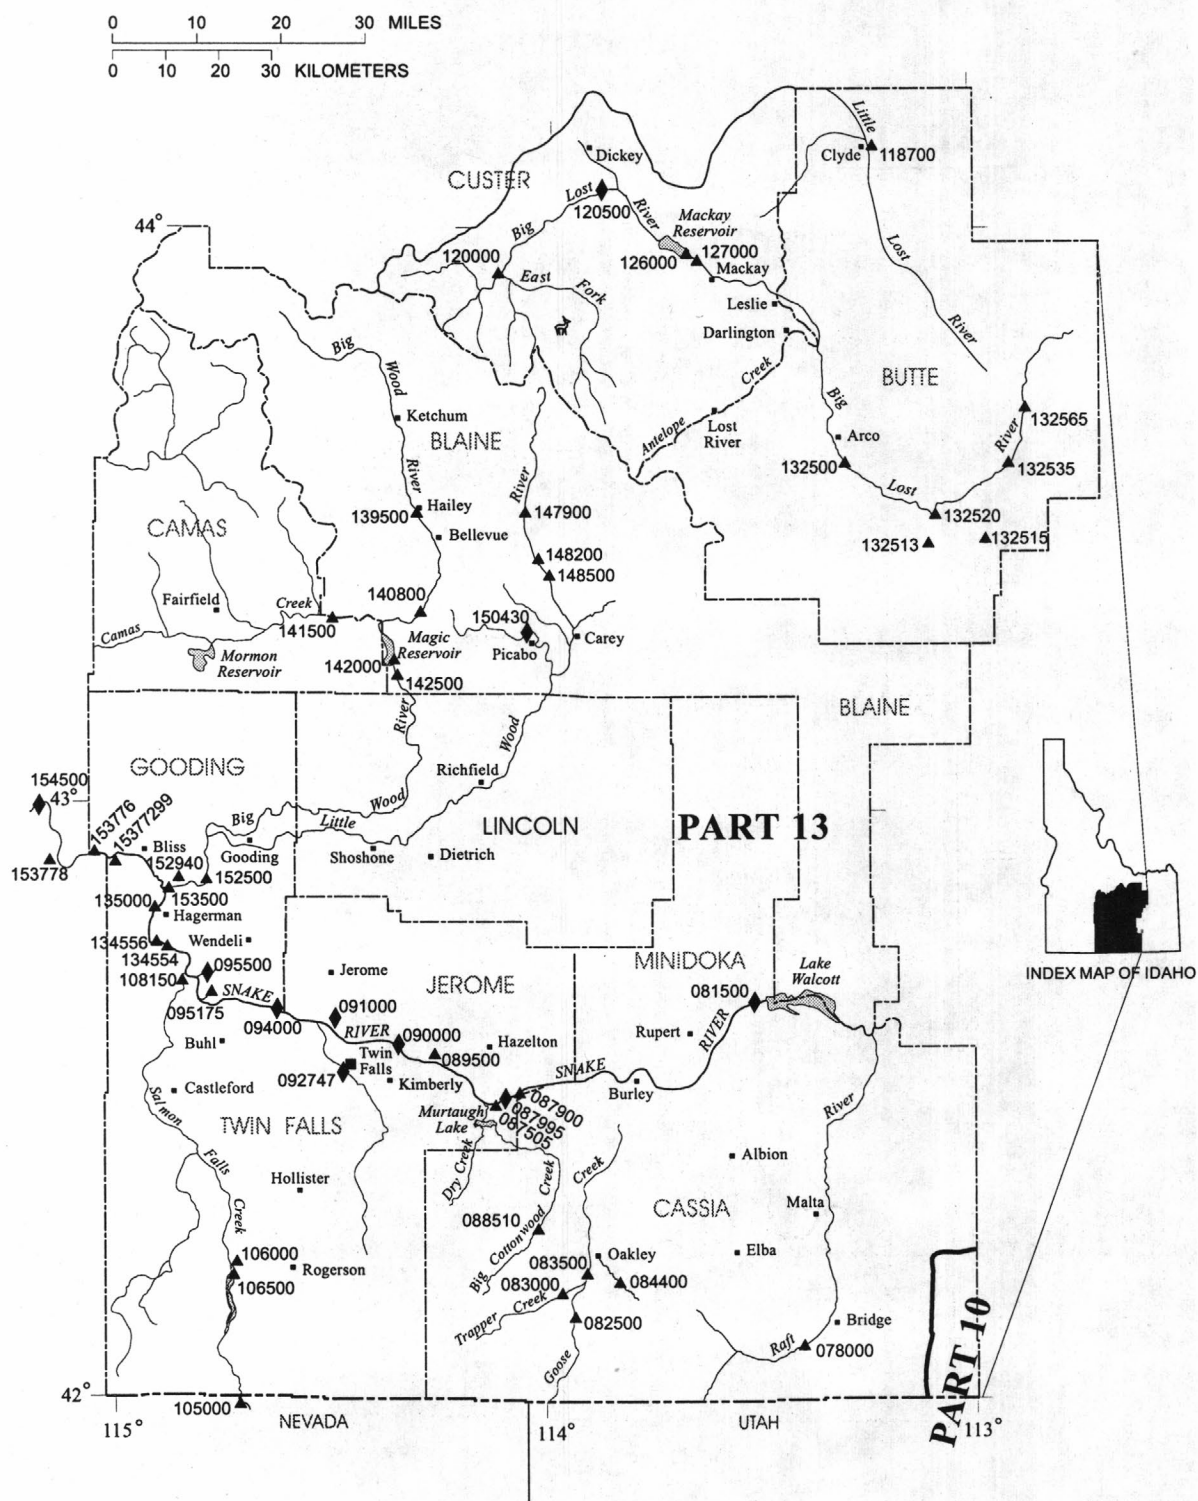 0 10 20 30 MILES
0 10 20 30 KILOMETERS
Dickey
Little
Clyde
118700
CUSTER
Lost
120500
River
Mackay
Reservoir
44°
Big
120000
127000
126000
Mackay
East
Fork
Lost
Leslie
Darlington
River
Big
Wood
Creek
BUTTE
Ketchum
BLAINE
Antelope
Lost
River
Big
Arco
132565
River
132500
132535
River
River
Lost
Hailey
139500
147900
132520
CAMAS
Bellevue
132513
132515
148200
148500
Fairfield
Creek
140800
150430
141500
Camas
Magic
Reservoir
Picabo
Carey
Mormon
Reservoir
142000
142500
River
BLAINE
Wood
GOODING
Richfield
154500
43°
153776
15377299
Big
Wood
Little
LINCOLN
PART 13
Bliss
Gooding
Shoshone
Dietrich
153778
152940
152500
153500
135000
Hagerman
134556
Wendell
134554
095500
MINIDOKA
Lake
Walcott
INDEX MAP OF IDAHO
108150
Jerome
JEROME
081500
SNAKE
095175
094000
091000
RIVER
090000
Rupert
RIVER
Buhl
Hazelton
089500
Twin
Falls
SNAKE
092747
Kimberly
Burley
Castleford
087900
087995
087505
Murtaugh
Lake
River
Salmon
TWIN FALLS
Falls
Dry Creek
Creek
Creek
Albion
Hollister
Creek
CASSIA
Malta
088510
Big Cottonwood
Oakley
Elba
106000
083500
Rogerson
106500
083000
084400
Trapper Creek
082500
Bridge
Raft
078000
Goose
PART 10
42°
105000
NEVADA
UTAH
115°
114°
113°